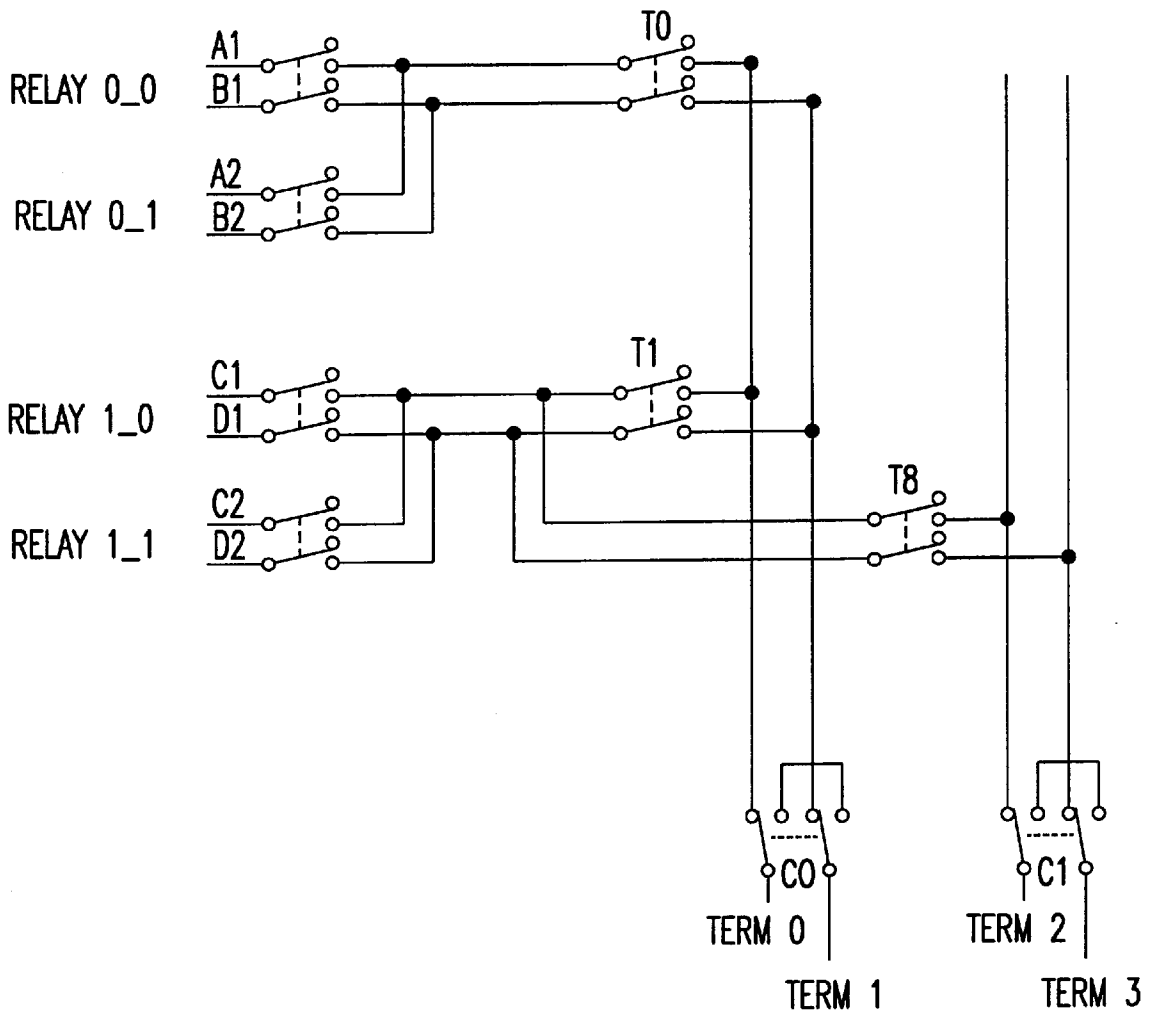 A1
T0
RELAY 0_0
B1
A2
RELAY 0_1
B2
C1
T1
RELAY 1_0
D1
T8
C2
RELAY 1_1
D2
C0
C1
TERM 0
TERM 2
TERM 1
TERM 3